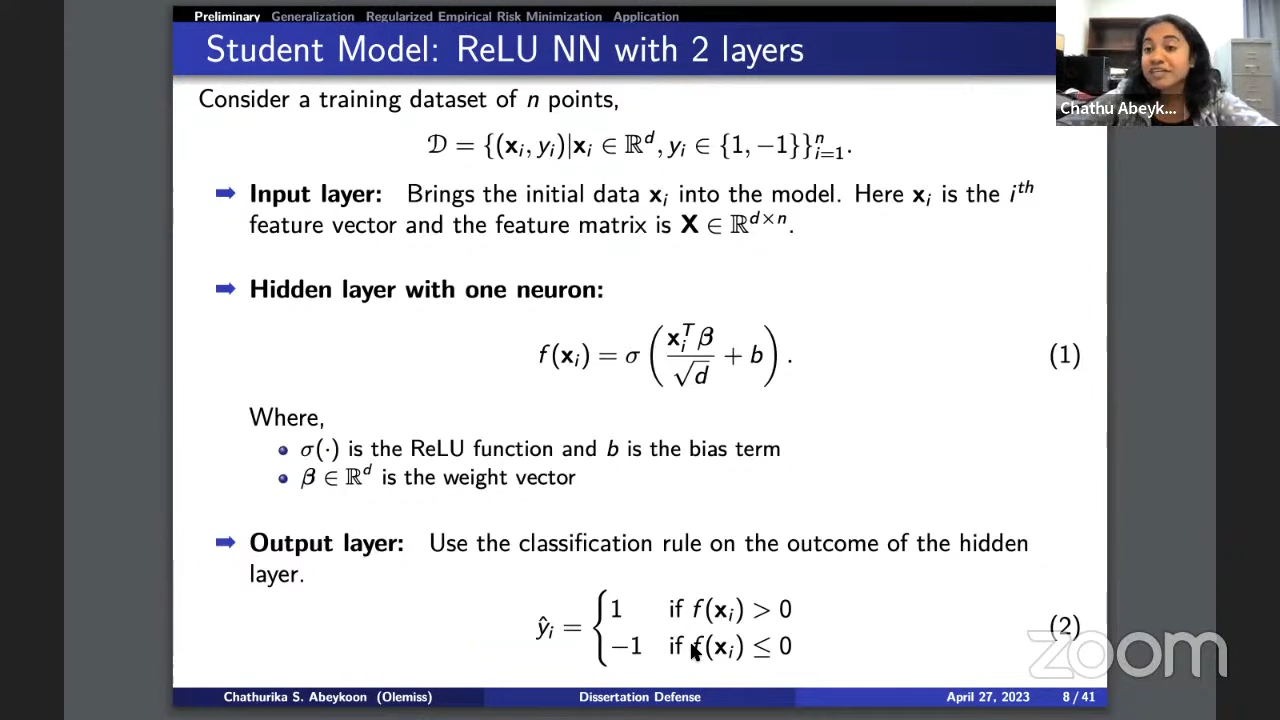 Preliminary Generalization Regularized Empirical Risk Minimization Application
Student Model: ReLU NN with 2 layers
Chathu Abeyk...
Consider a training dataset of n points,
𝒟 = {(𝐱ᵢ, yᵢ)|𝐱ᵢ ∈ ℝᵈ, yᵢ ∈ {1, −1}}ⁿᵢ₌₁.
➡ Input layer: Brings the initial data 𝐱ᵢ into the model. Here 𝐱ᵢ is the iᵗʰ
feature vector and the feature matrix is 𝐗 ∈ ℝᵈˣⁿ.
➡ Hidden layer with one neuron:
f(𝐱ᵢ) = σ(𝐱ᵢᵀ𝛃/√d + b). (1)
Where,
• σ(·) is the ReLU function and b is the bias term
• 𝛃 ∈ ℝᵈ is the weight vector
➡ Output layer: Use the classification rule on the outcome of the hidden
layer.
ŷᵢ = { 1 if f(𝐱ᵢ) > 0
−1 if f(𝐱ᵢ) ≤ 0 (2)
zoom
Chathurika S. Abeykoon (Olemiss) Dissertation Defense April 27, 2023 8 / 41